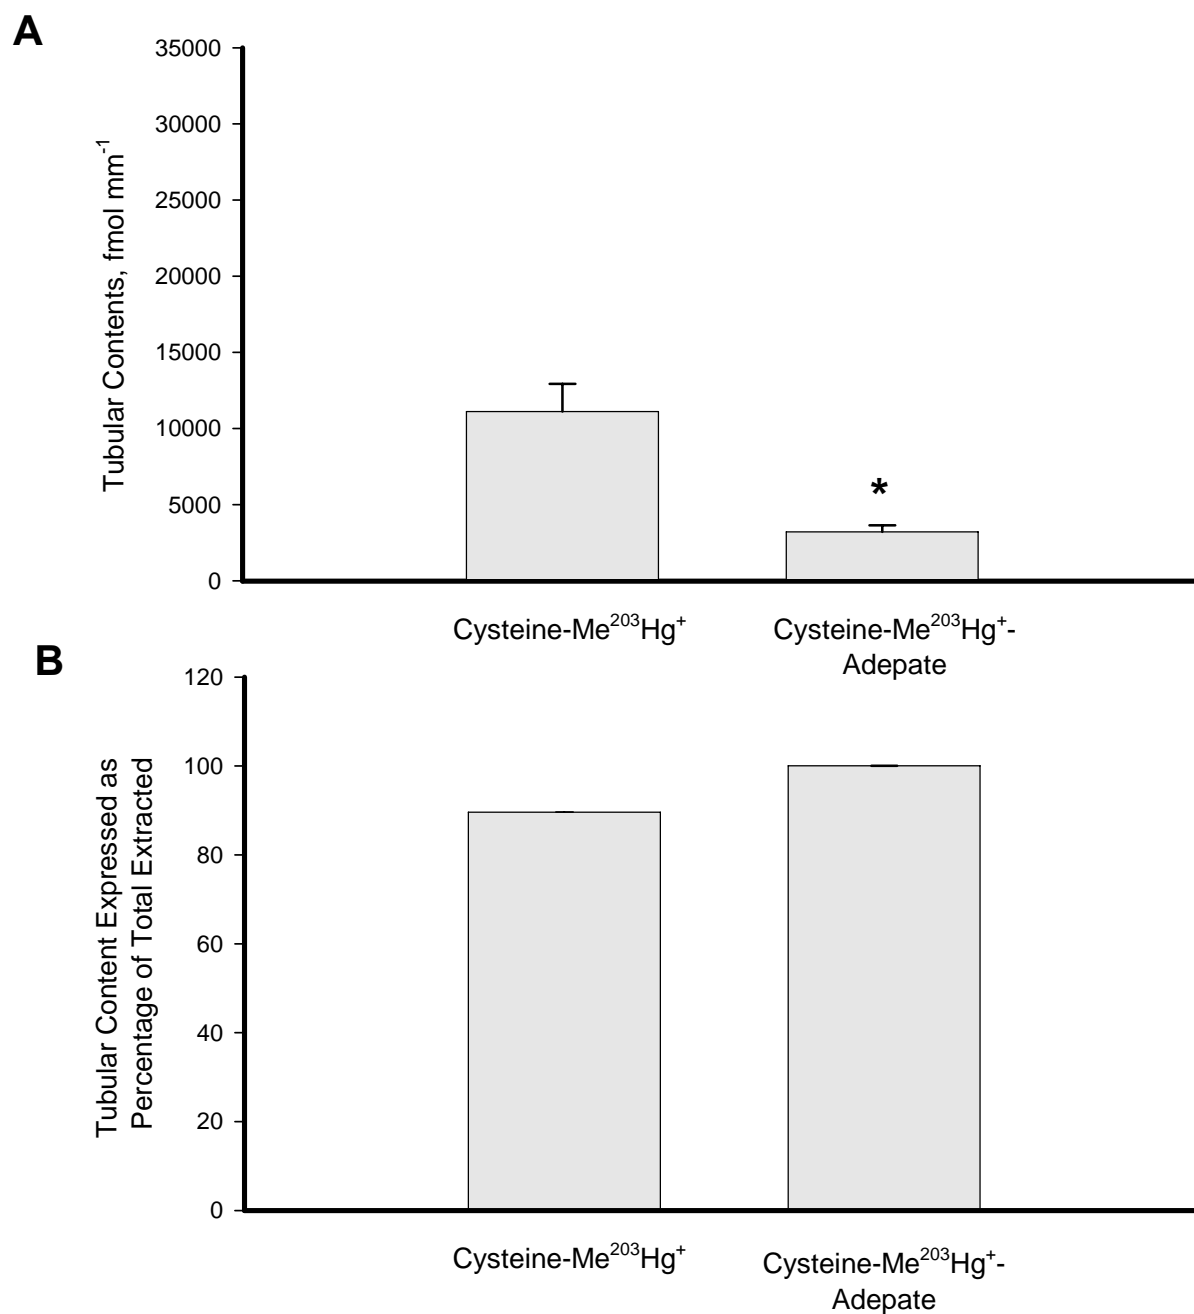 A
35000
30000
25000
20000
15000
10000
5000
0
Tubular Contents, fmol mm⁻¹
*
Cysteine-Me²⁰³Hg⁺
Cysteine-Me²⁰³Hg⁺-
Adepate
B
120
100
80
60
40
20
0
Tubular Content Expressed as
Percentage of Total Extracted
Cysteine-Me²⁰³Hg⁺
Cysteine-Me²⁰³Hg⁺-
Adepate